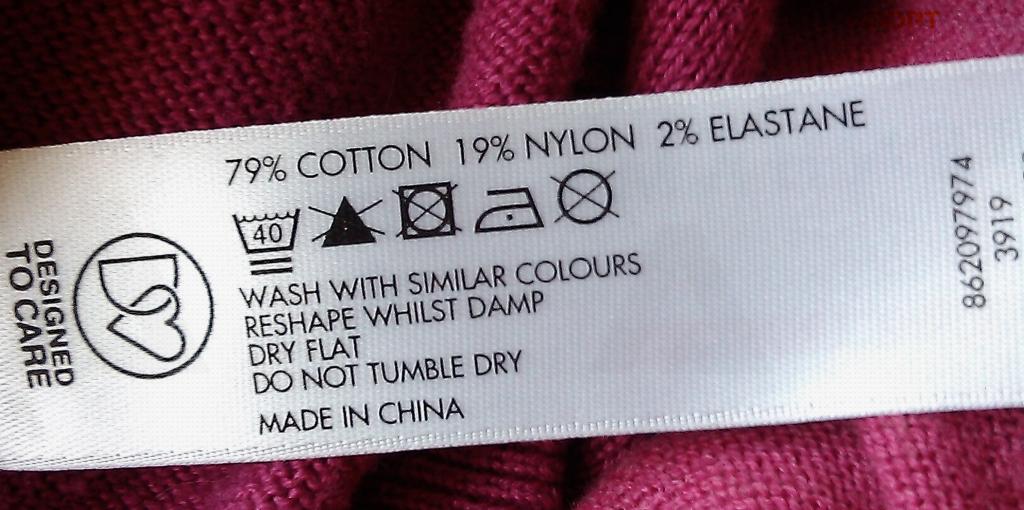 79% COTTON 19% NYLON 2% ELASTANE
40
WASH WITH SIMILAR COLOURS
RESHAPE WHILST DAMP
DRY FLAT
DO NOT TUMBLE DRY
MADE IN CHINA
DESIGNED
TO CARE
862097974
3919